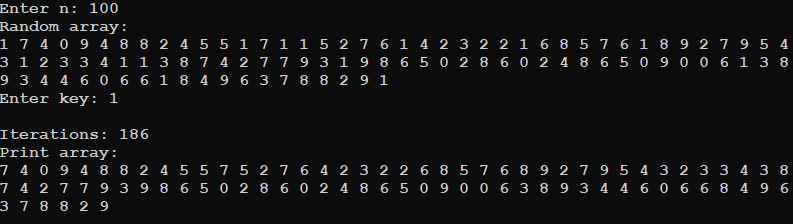 Enter n: 100
Random array:
1 7 4 0 9 4 8 8 2 4 5 5 1 7 1 1 5 2 7 6 1 4 2 3 2 2 1 6 8 5 7 6 1 8 9 2 7 9 5 4
3 1 2 3 3 4 1 1 3 8 7 4 2 7 7 9 3 1 9 8 6 5 0 2 8 6 0 2 4 8 6 5 0 9 0 0 6 1 3 8
9 3 4 4 6 0 6 6 1 8 4 9 6 3 7 8 8 2 9 1
Enter key: 1
Iterations: 186
Print array:
7 4 0 9 4 8 8 2 4 5 5 7 5 2 7 6 4 2 3 2 2 6 8 5 7 6 8 9 2 7 9 5 4 3 2 3 3 4 3 8
7 4 2 7 7 9 3 9 8 6 5 0 2 8 6 0 2 4 8 6 5 0 9 0 0 6 3 8 9 3 4 4 6 0 6 6 8 4 9 6
3 7 8 8 2 9